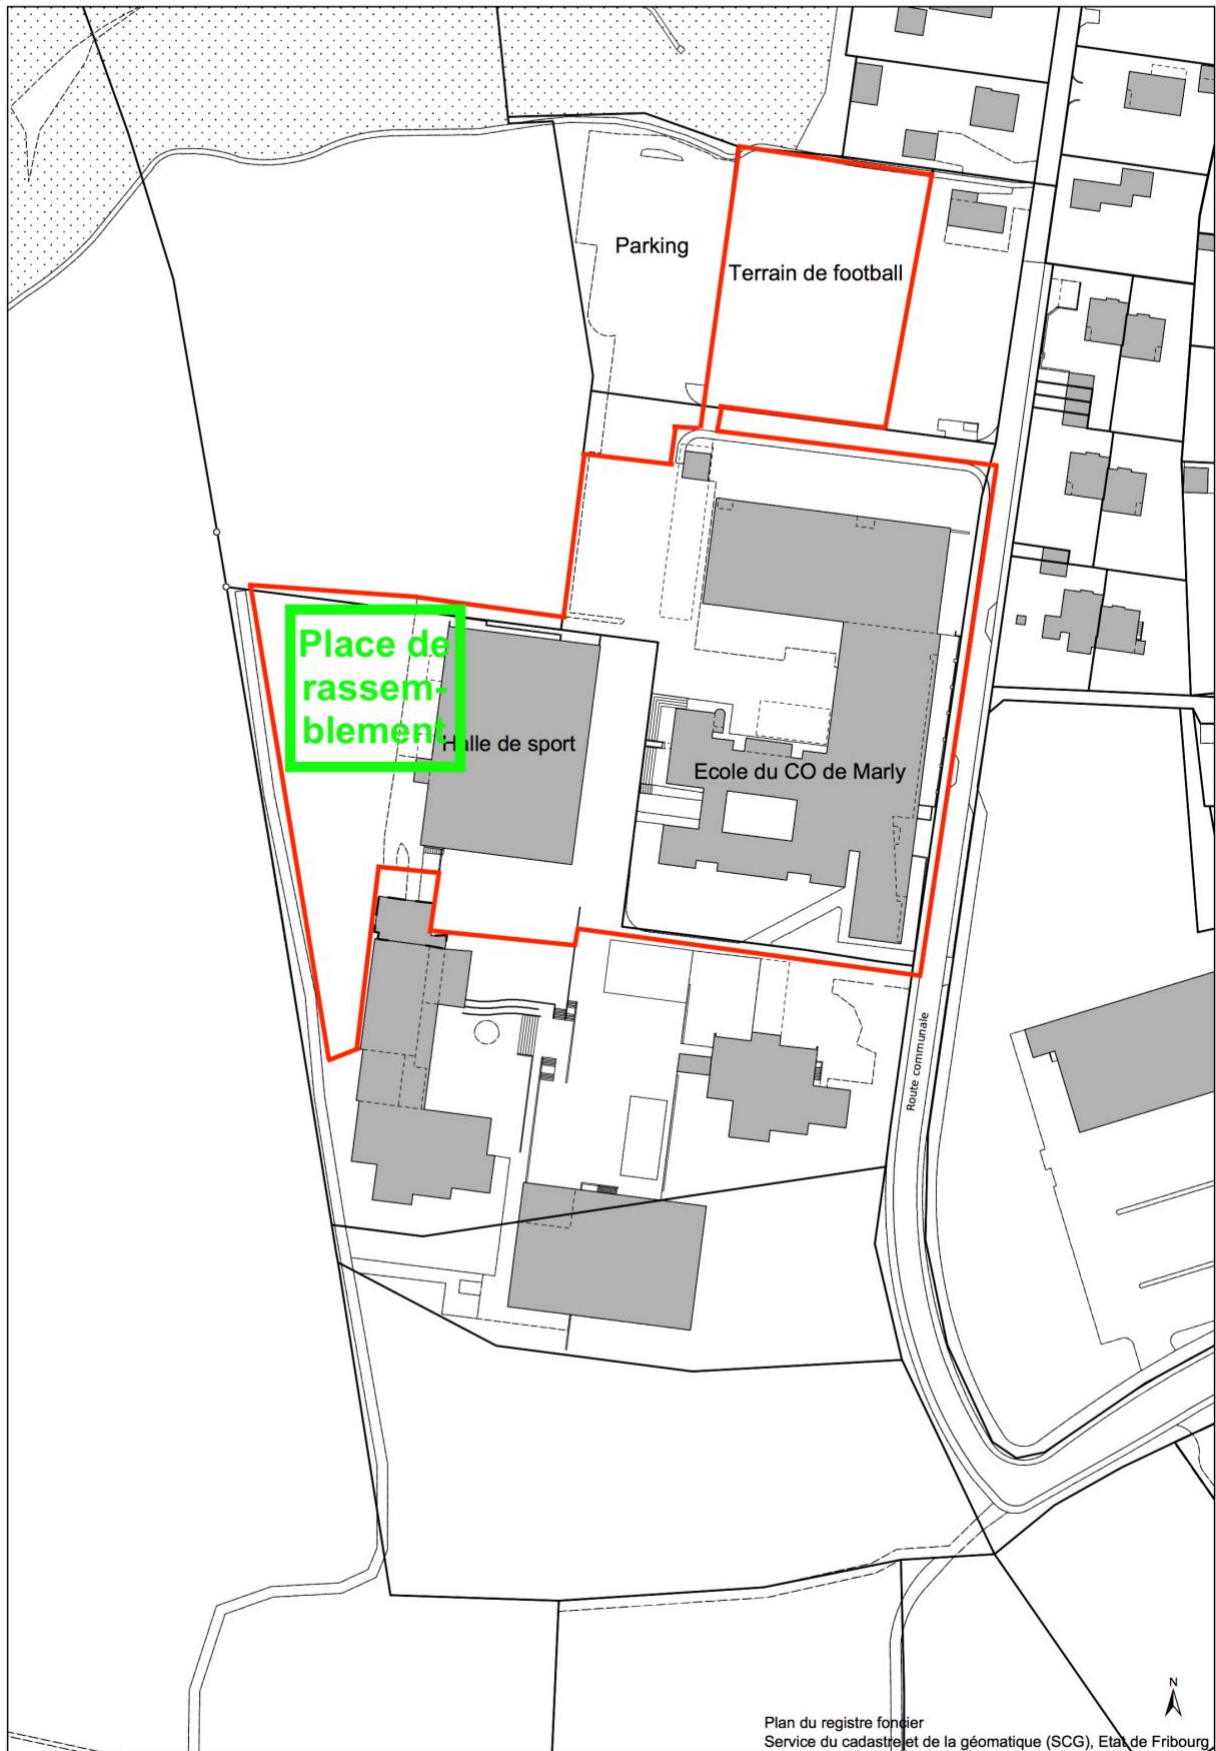 Parking
Terrain de football
Place de
rassem-
blement
Halle de sport
Ecole du CO de Marly
Route communale
N
Plan du registre foncier
Service du cadastre et de la géomatique (SCG), Etat de Fribourg